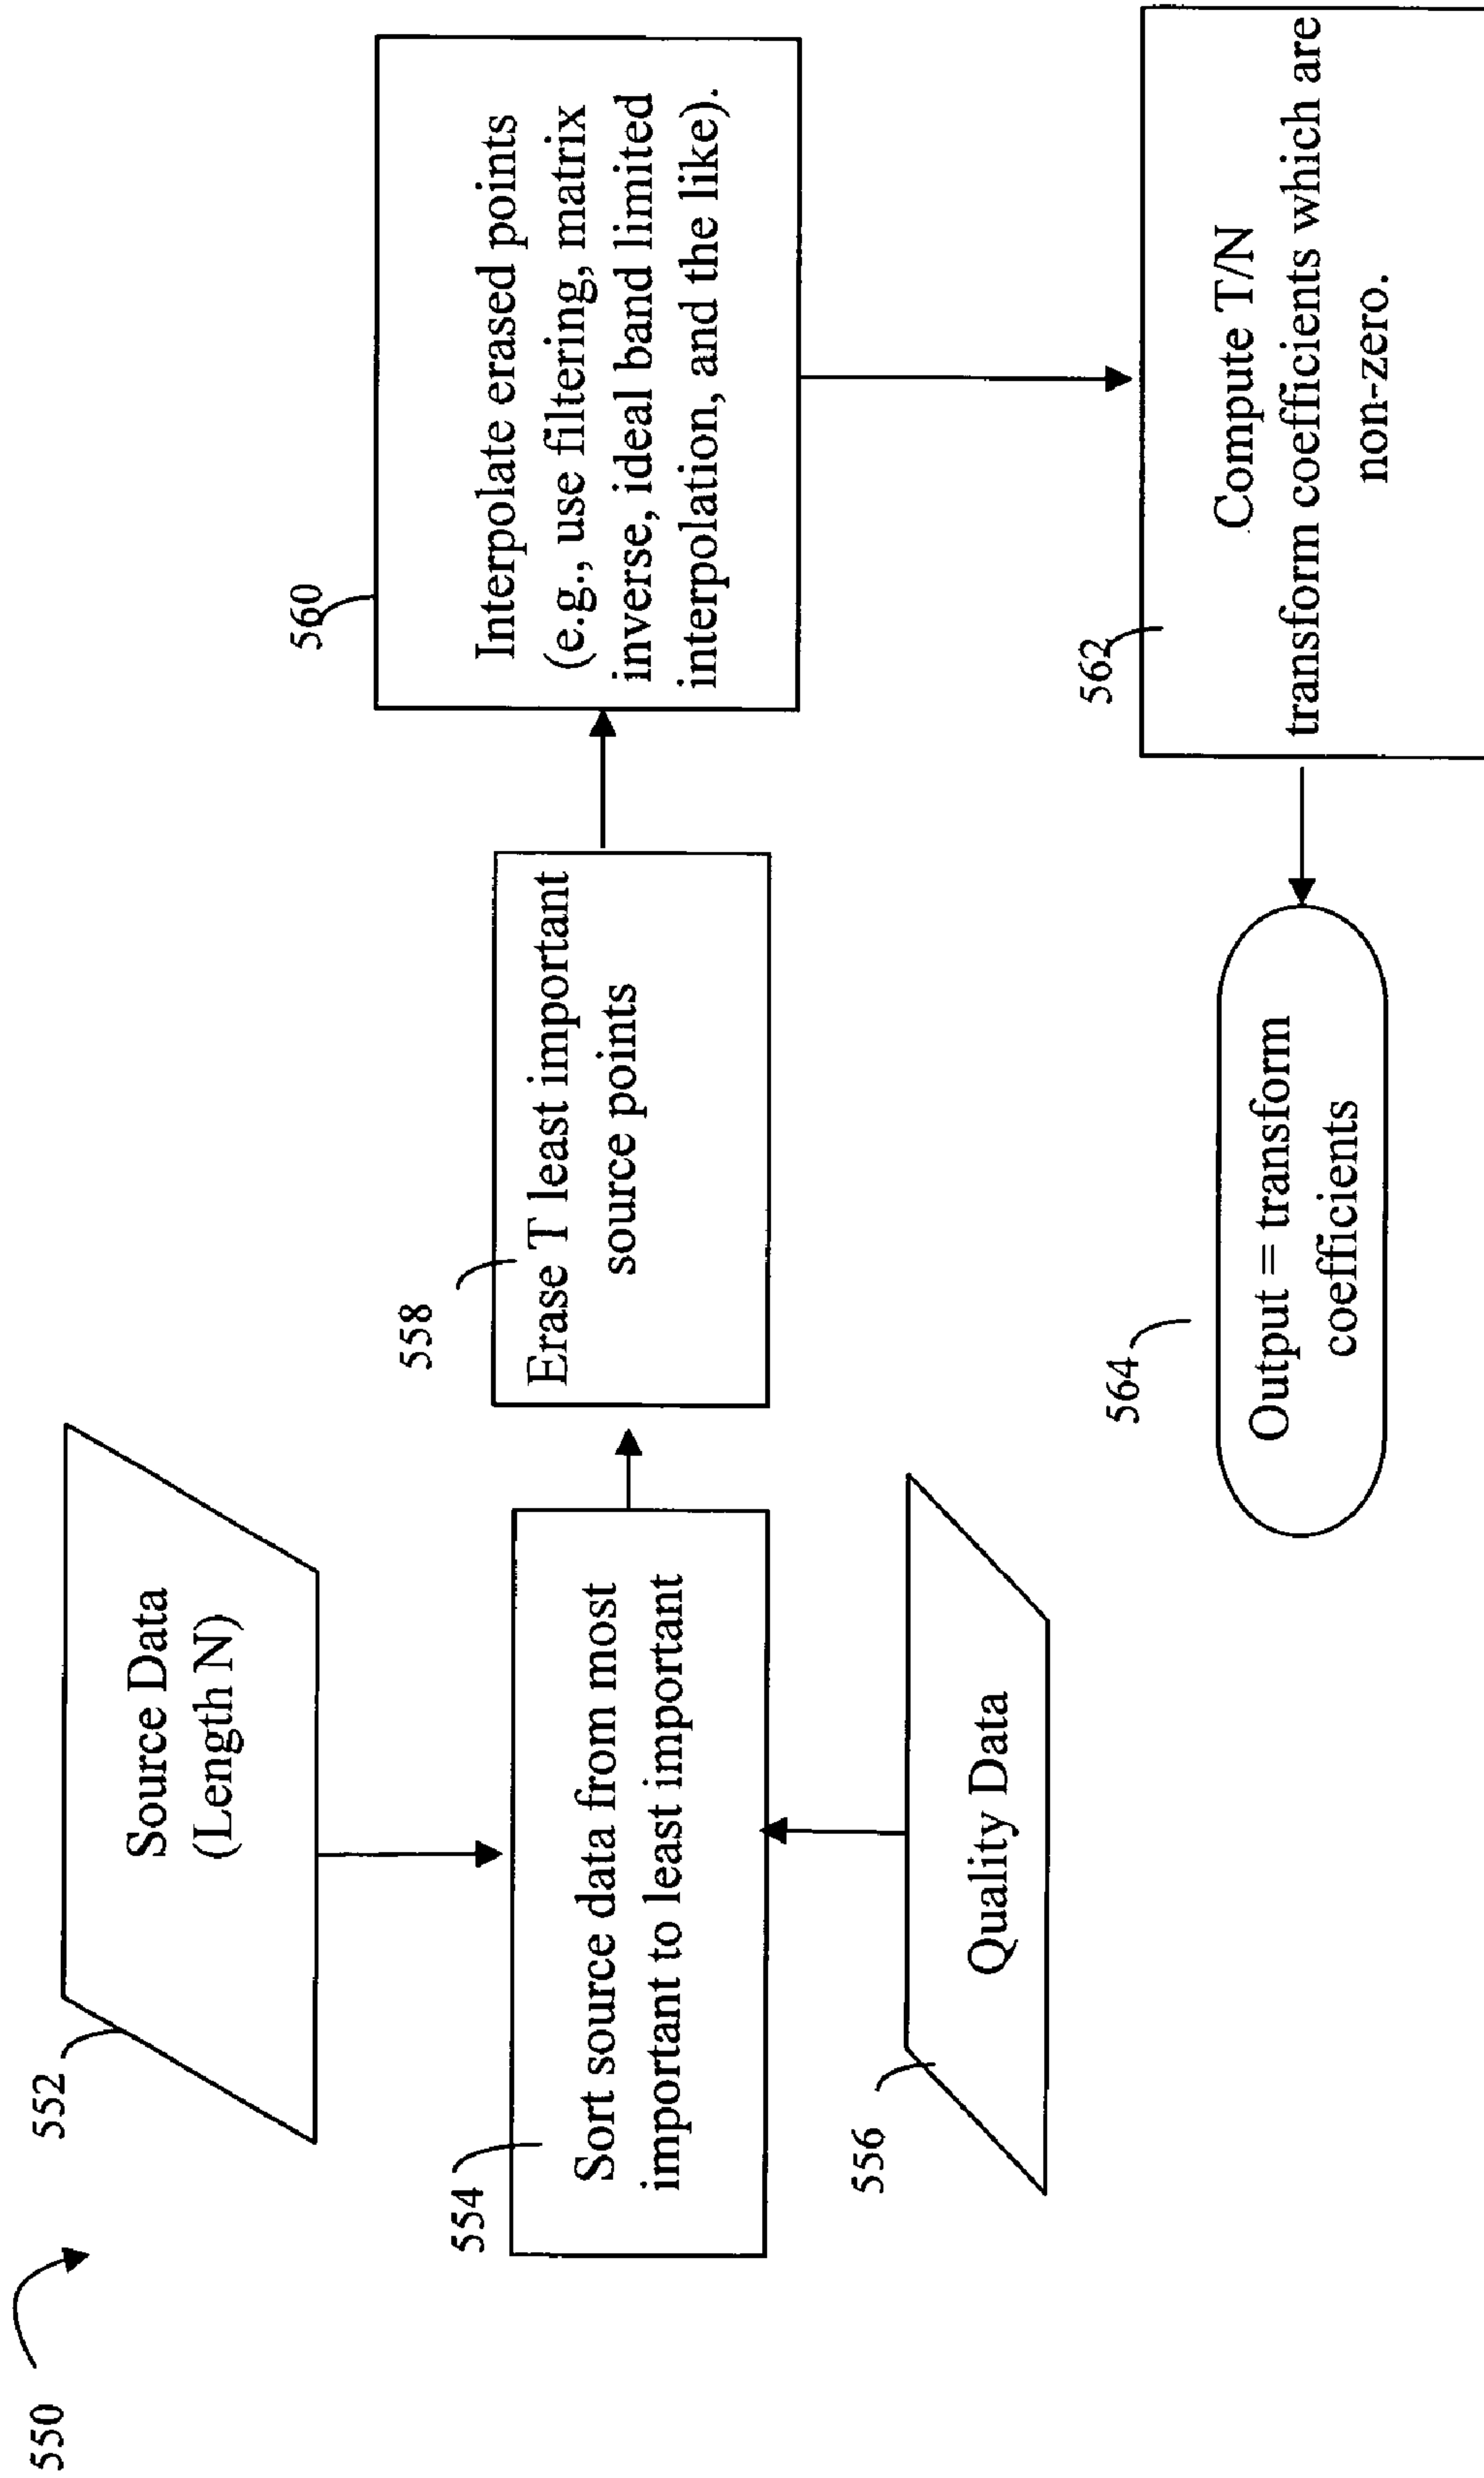 550
552
Source Data
(Length N)
554
Sort source data from most
important to least important
556
Quality Data
558
Erase T least important
source points
560
Interpolate erased points
(e.g., use filtering, matrix
inverse, ideal band limited
interpolation, and the like).
562
Compute T/N
transform coefficients which are
non-zero.
564
Output = transform
coefficients